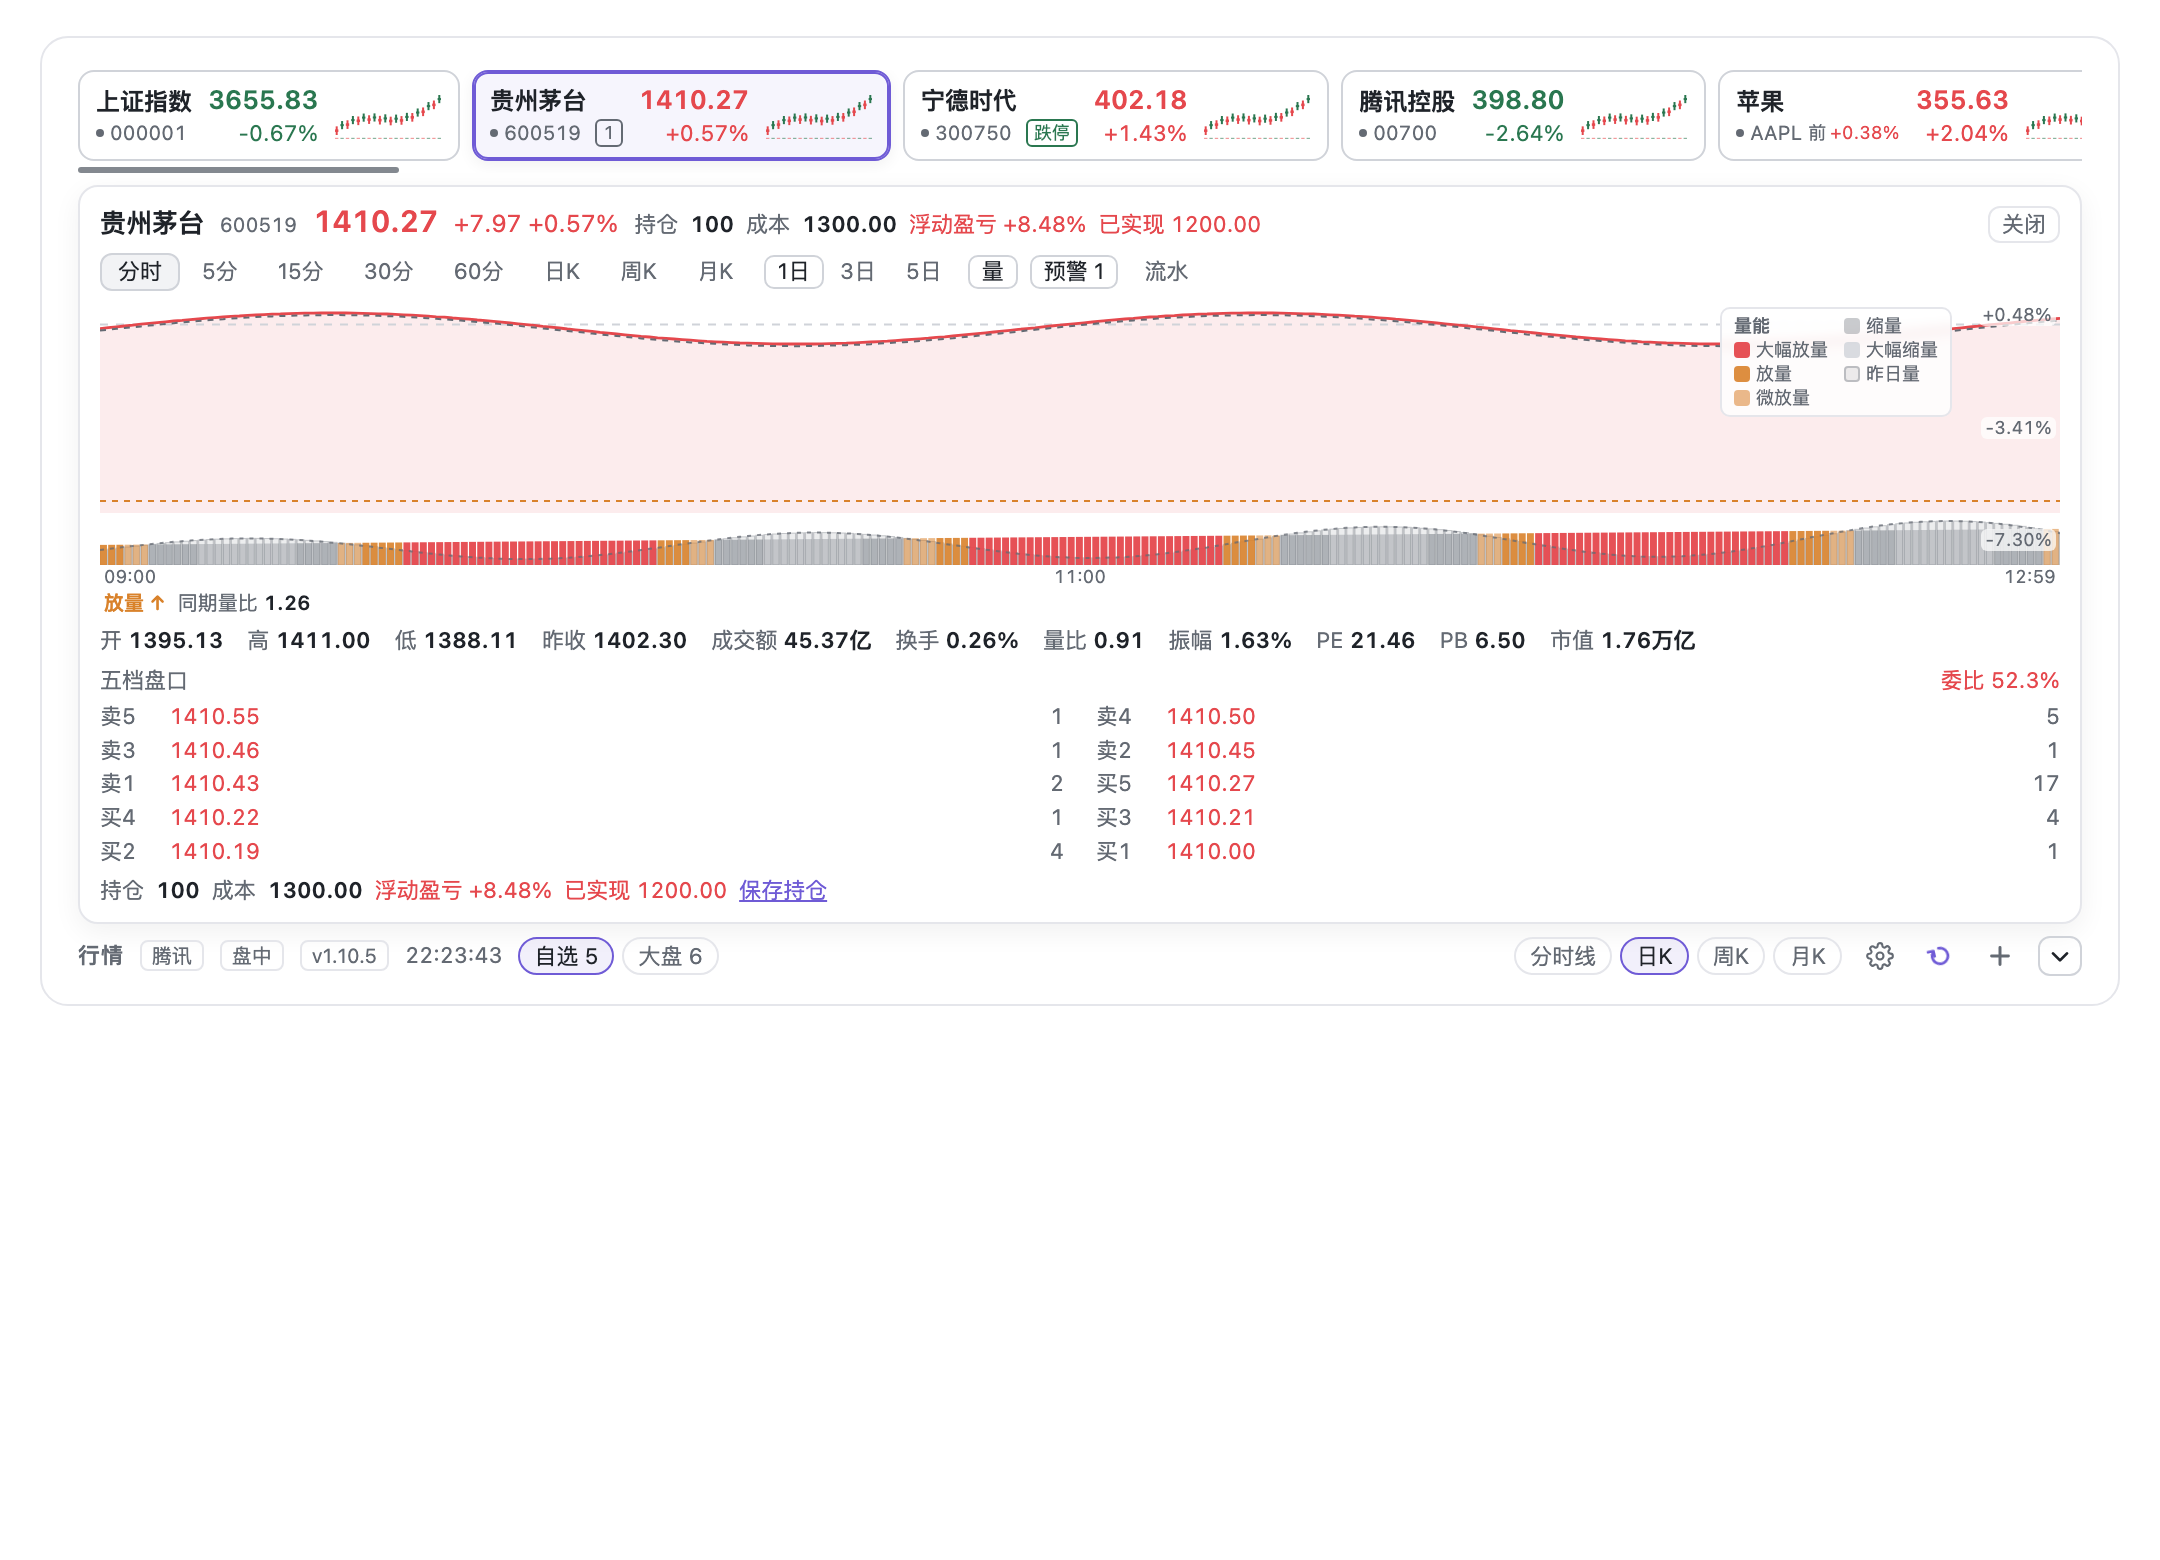 上证指数 3655.83
000001 -0.67%
贵州茅台 1410.27
600519 1 +0.57%
宁德时代 402.18
300750 跌停 +1.43%
腾讯控股 398.80
00700 -2.64%
苹果 355.63
AAPL 前 +0.38% +2.04%
贵州茅台 600519 1410.27 +7.97 +0.57% 持仓 100 成本 1300.00 浮动盈亏 +8.48% 已实现 1200.00 关闭
分时 5分 15分 30分 60分 日K 周K 月K 1日 3日 5日 量 预警 1 流水
+0.48%
量能 缩量
大幅放量 大幅缩量
放量 昨日量
微放量
-3.41%
-7.30%
09:00 11:00 12:59
放量 ↑ 同期量比 1.26
开 1395.13 高 1411.00 低 1388.11 昨收 1402.30 成交额 45.37亿 换手 0.26% 量比 0.91 振幅 1.63% PE 21.46 PB 6.50 市值 1.76万亿
五档盘口 委比 52.3%
卖5 1410.55 1 卖4 1410.50 5
卖3 1410.46 1 卖2 1410.45 1
卖1 1410.43 2 买5 1410.27 17
买4 1410.22 1 买3 1410.21 4
买2 1410.19 4 买1 1410.00 1
持仓 100 成本 1300.00 浮动盈亏 +8.48% 已实现 1200.00 保存持仓
行情 腾讯 盘中 v1.10.5 22:23:43 自选 5 大盘 6 分时线 日K 周K 月K